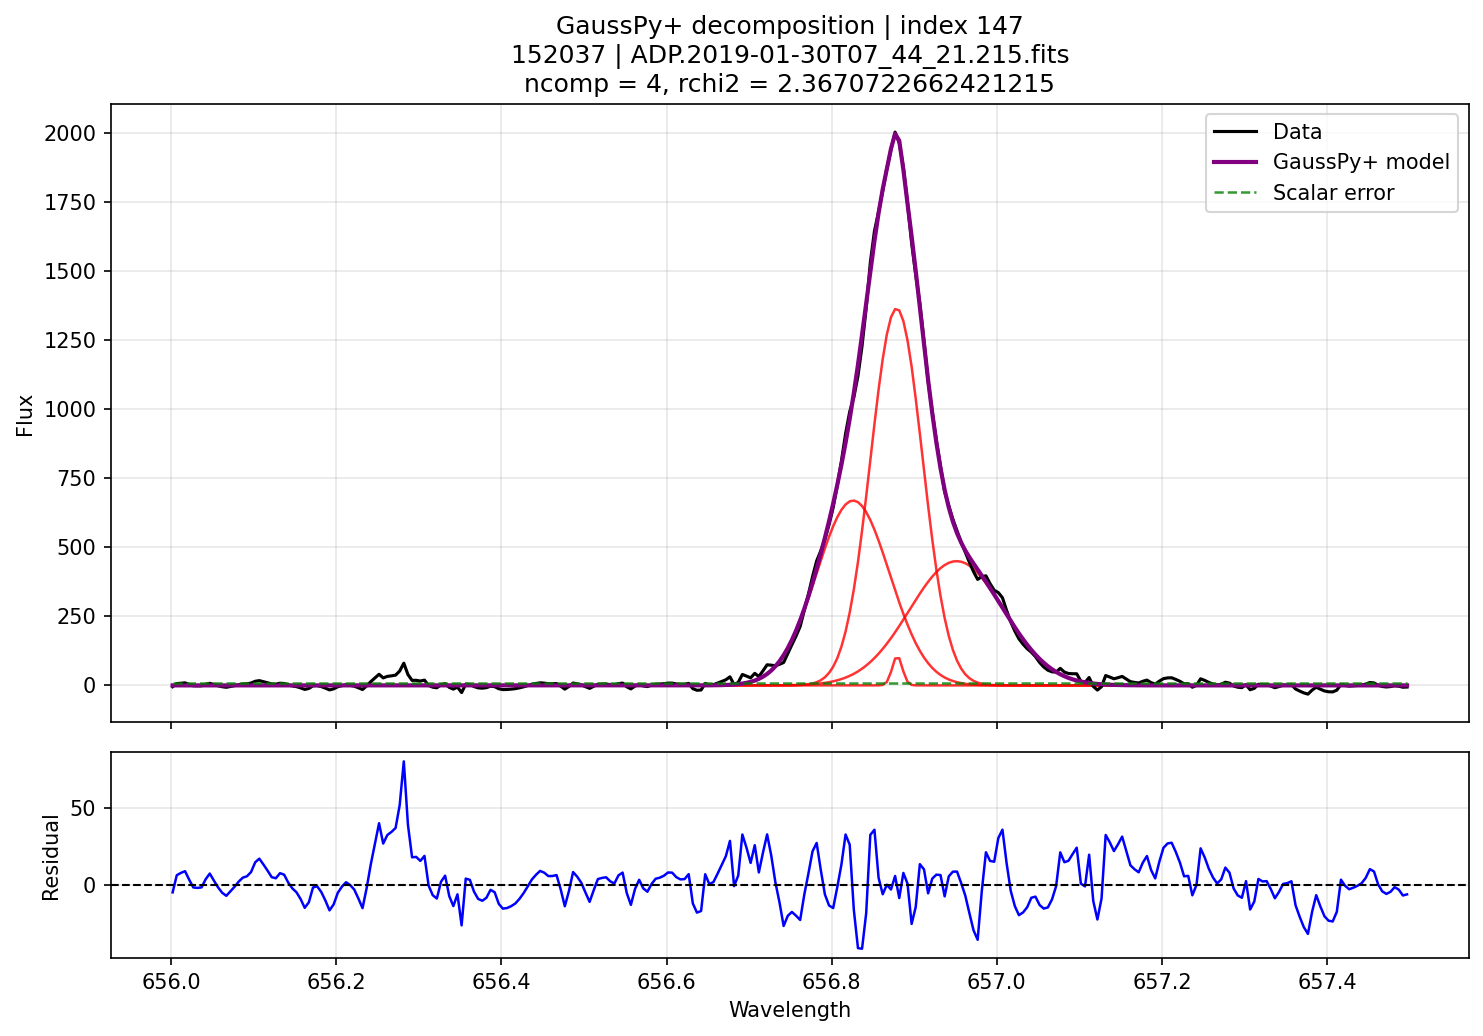 GaussPy+ decomposition | index 147
152037 | ADP.2019-01-30T07_44_21.215.fits
ncomp = 4, rchi2 = 2.3670722662421215
Data
GaussPy+ model
Scalar error
Flux
2000
1750
1500
1250
1000
750
500
250
0
Residual
50
0
656.0 656.2 656.4 656.6 656.8 657.0 657.2 657.4
Wavelength